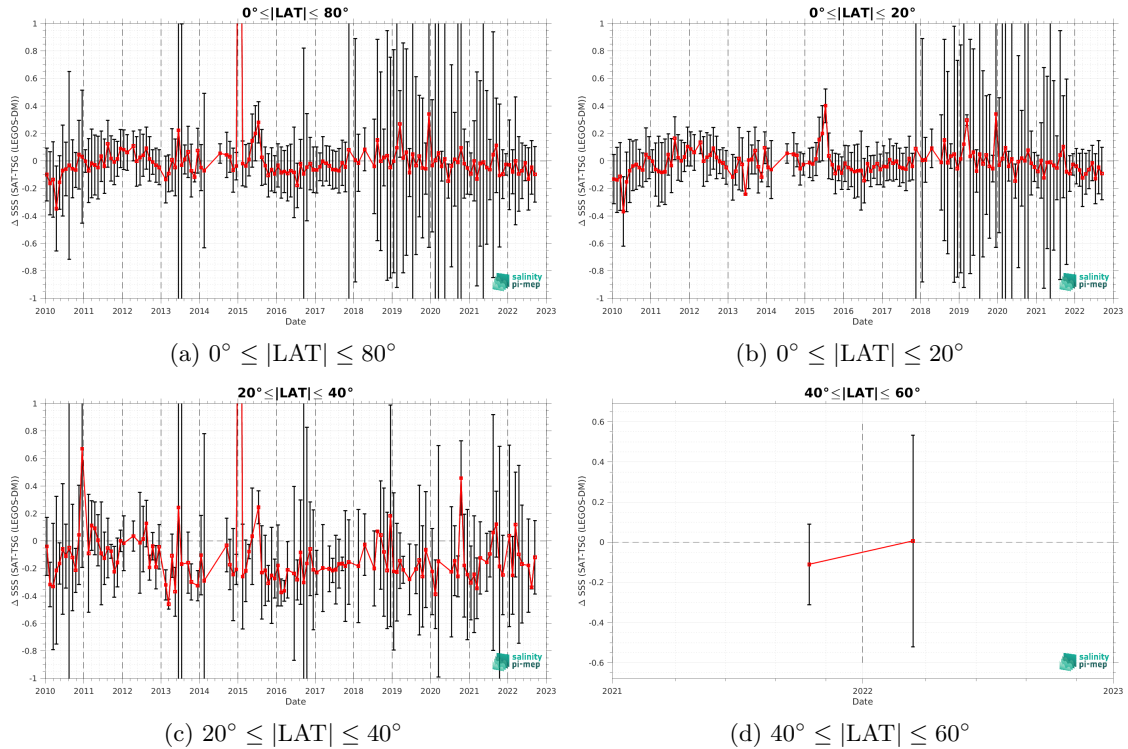 0°≤|LAT|≤ 80°
Δ SSS (SAT-TSG (LEGOS-DM))
1
0.8
0.6
0.4
0.2
0
-0.2
-0.4
-0.6
-0.8
-1
2010 2011 2012 2013 2014 2015 2016 2017 2018 2019 2020 2021 2022 2023
Date
salinity
pi-mep
(a) 0° ≤ |LAT| ≤ 80°
0°≤|LAT|≤ 20°
Δ SSS (SAT-TSG (LEGOS-DM))
1
0.8
0.6
0.4
0.2
0
-0.2
-0.4
-0.6
-0.8
-1
2010 2011 2012 2013 2014 2015 2016 2017 2018 2019 2020 2021 2022 2023
Date
salinity
pi-mep
(b) 0° ≤ |LAT| ≤ 20°
20°≤|LAT|≤ 40°
Δ SSS (SAT-TSG (LEGOS-DM))
1
0.8
0.6
0.4
0.2
0
-0.2
-0.4
-0.6
-0.8
-1
2010 2011 2012 2013 2014 2015 2016 2017 2018 2019 2020 2021 2022 2023
Date
salinity
pi-mep
(c) 20° ≤ |LAT| ≤ 40°
40°≤|LAT|≤ 60°
Δ SSS (SAT-TSG (LEGOS-DM))
0.6
0.4
0.2
0
-0.2
-0.4
-0.6
2021 2022 2023
Date
salinity
pi-mep
(d) 40° ≤ |LAT| ≤ 60°